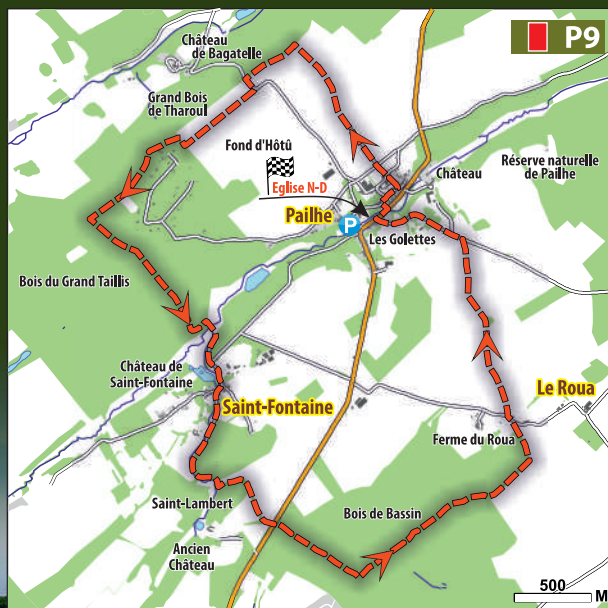 P9
Château
de Bagatelle
Grand Bois
de Tharoul
Fond d'Hôtû
Eglise N-D
Château
Réserve naturelle
de Pailhe
Pailhe
P
Les Golettes
Bois du Grand Taillis
Château de
Saint-Fontaine
Saint-Fontaine
Le Roua
Ferme du Roua
Saint-Lambert
Bois de Bassin
Ancien
Château
500
M